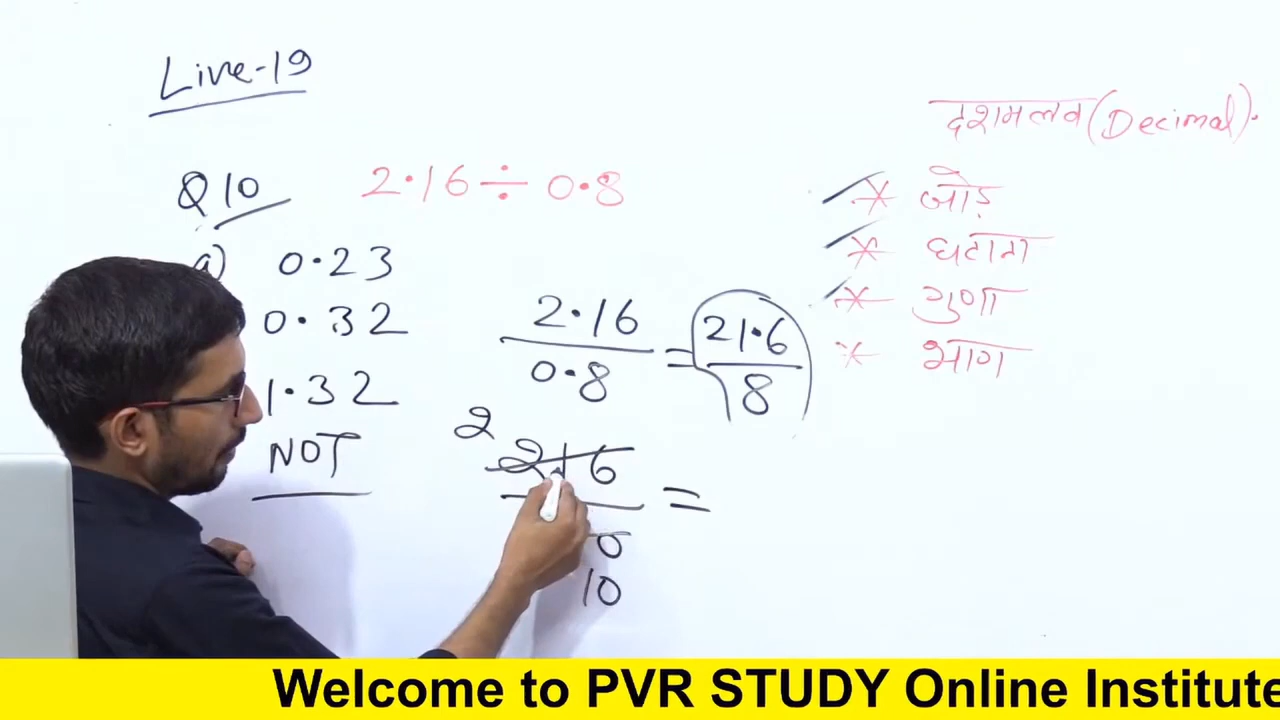 Live-19
दशमलव (Decimal).
Q10 2.16 ÷ 0.8
a) 0.23
0.32
1.32
NOT
* जोड़
* घटाना
* गुणा
* भाग
2.16 / 0.8 = 21.6 / 8
2
216
=
0
10
Welcome to PVR STUDY Online Institute